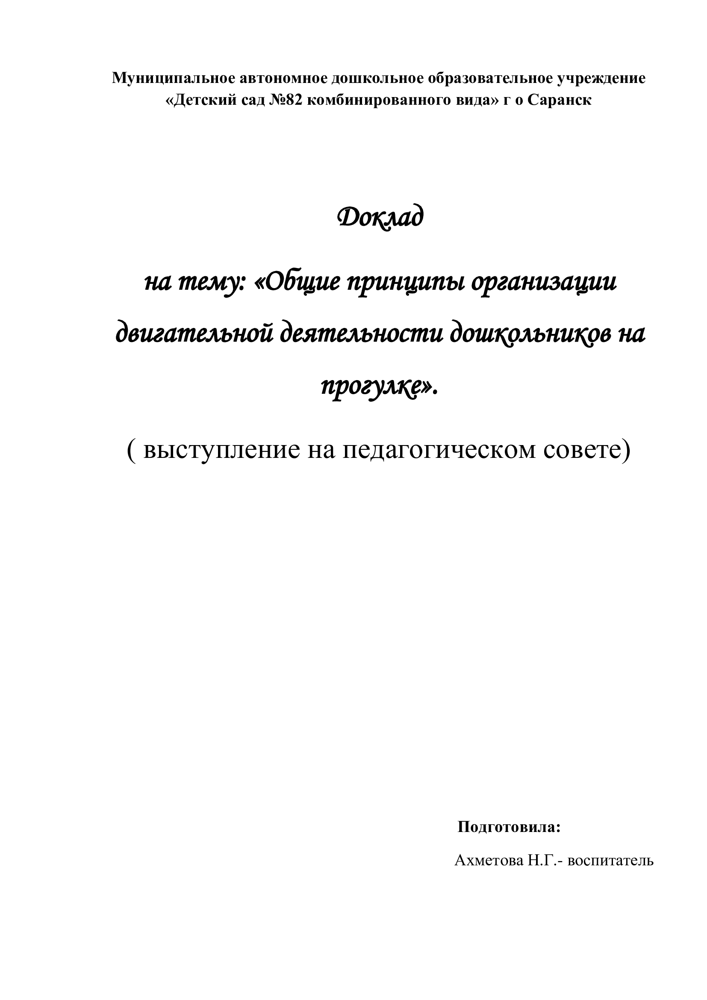 Муниципальное автономное дошкольное образовательное учреждение
«Детский сад №82 комбинированного вида» г о Саранск
Доклад
на тему: «Общие принципы организации
двигательной деятельности дошкольников на
прогулке».
( выступление на педагогическом совете)
Подготовила:
Ахметова Н.Г.- воспитатель